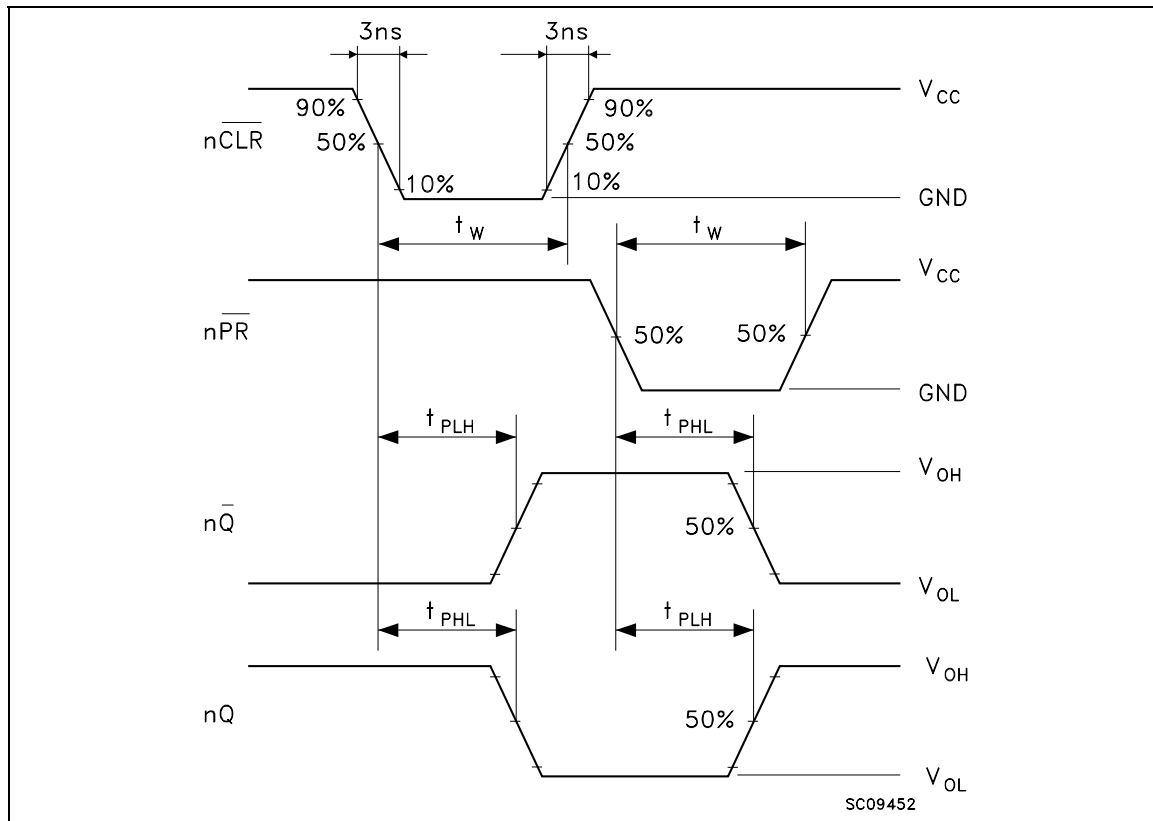 3ns 3ns
90% 90% VCC
nCLR 50% 50%
10% 10% GND
tW tW
VCC
nPR 50% 50%
GND
tPLH tPHL
VOH
nQ̅ 50%
VOL
tPHL tPLH
VOH
nQ 50%
VOL
SC09452